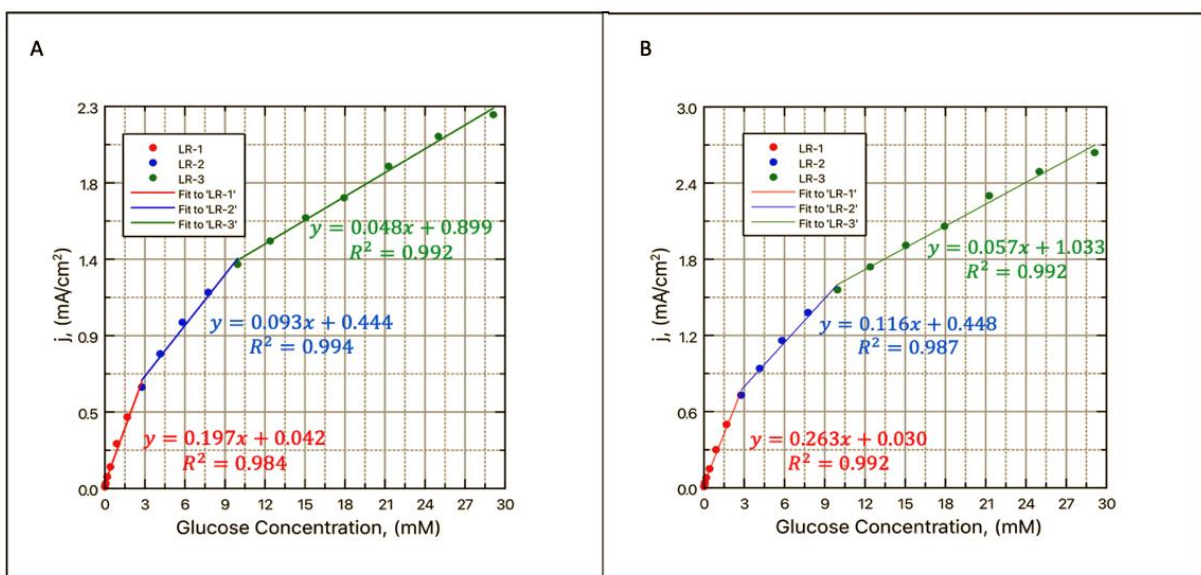 A
2.3
1.8
1.4
0.9
0.5
0.0
j, (mA/cm²)
LR-1
LR-2
LR-3
Fit to 'LR-1'
Fit to 'LR-2'
Fit to 'LR-3'
y = 0.048x + 0.899
R² = 0.992
y = 0.093x + 0.444
R² = 0.994
y = 0.197x + 0.042
R² = 0.984
0 3 6 9 12 15 18 21 24 27 30
Glucose Concentration, (mM)
B
3.0
2.4
1.8
1.2
0.6
0.0
j, (mA/cm²)
LR-1
LR-2
LR-3
Fit to 'LR-1'
Fit to 'LR-2'
Fit to 'LR-3'
y = 0.057x + 1.033
R² = 0.992
y = 0.116x + 0.448
R² = 0.987
y = 0.263x + 0.030
R² = 0.992
0 3 6 9 12 15 18 21 24 27 30
Glucose Concentration, (mM)